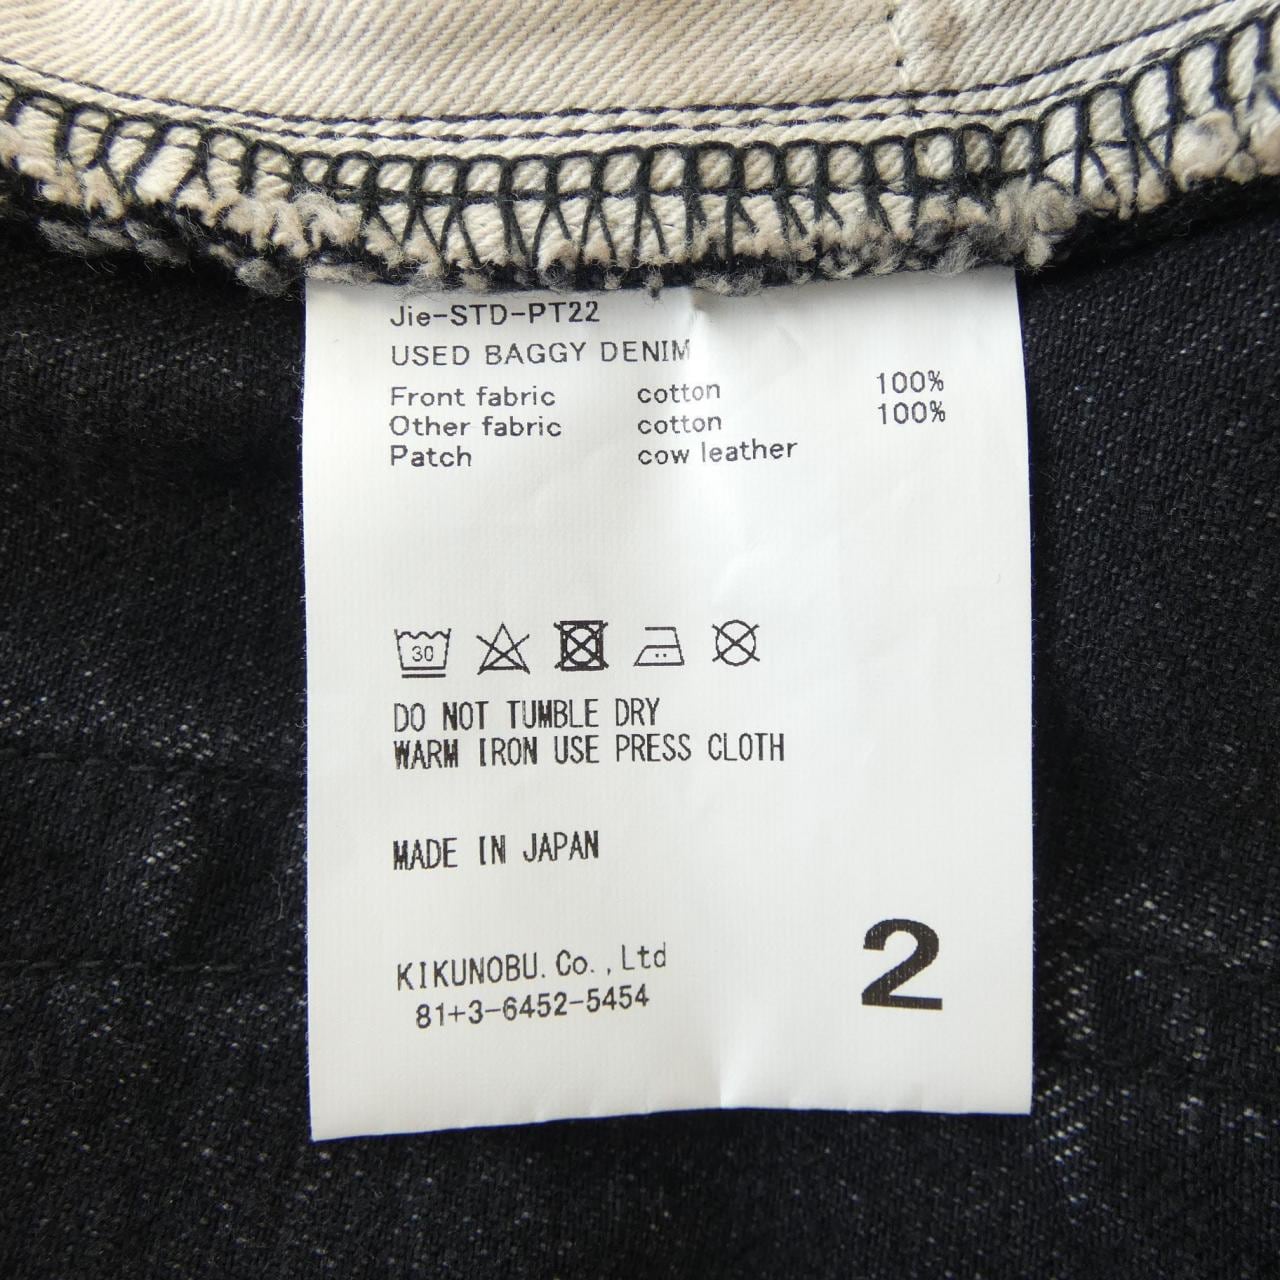 Jie-STD-PT22
USED BAGGY DENIM
Front fabric cotton 100%
Other fabric cotton 100%
Patch cow leather
30
DO NOT TUMBLE DRY
WARM IRON USE PRESS CLOTH
MADE IN JAPAN
KIKUNOBU. Co. , Ltd
81+3-6452-5454
2